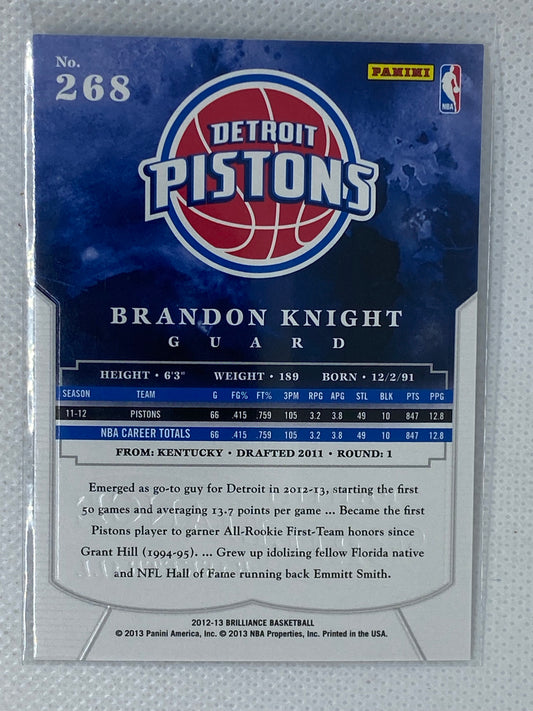 No.
268
PANINI
NBA
DETROIT
PISTONS
BRANDON KNIGHT
GUARD
HEIGHT • 6'3" WEIGHT • 189 BORN • 12/2/91
SEASON TEAM G FG% FT% 3PM RPG APG STL BLK PTS PPG
11-12 PISTONS 66 .415 .759 105 3.2 3.8 49 10 847 12.8
NBA CAREER TOTALS 66 .415 .759 105 3.2 3.8 49 10 847 12.8
FROM: KENTUCKY • DRAFTED 2011 • ROUND: 1
Emerged as go-to guy for Detroit in 2012-13, starting the first
50 games and averaging 13.7 points per game ... Became the first
Pistons player to garner All-Rookie First-Team honors since
Grant Hill (1994-95). ... Grew up idolizing fellow Florida native
and NFL Hall of Fame running back Emmitt Smith.
2012-13 BRILLIANCE BASKETBALL
© 2013 Panini America, Inc. © 2013 NBA Properties, Inc. Printed in the USA.